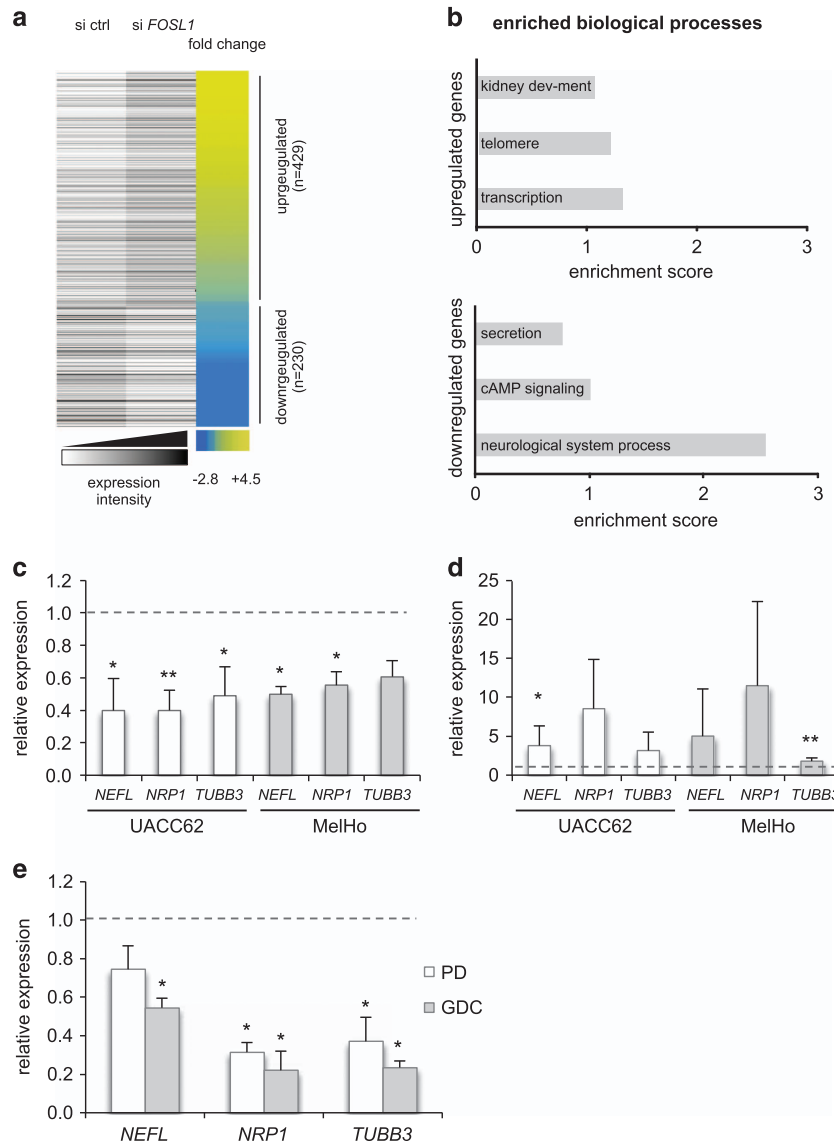 a
si ctrl
si FOSL1
fold change
uprgeugulated
(n=429)
downrgeugulated
(n=230)
expression
intensity
-2.8
+4.5
b
enriched biological processes
upregulated genes
kidney dev-ment
telomere
transcription
0
1
2
3
enrichment score
downregulated genes
secretion
cAMP signaling
neurological system process
0
1
2
3
enrichment score
c
relative expression
1.2
1.0
0.8
0.6
0.4
0.2
0.0
*
**
*
*
*
NEFL
NRP1
TUBB3
NEFL
NRP1
TUBB3
UACC62
MelHo
d
relative expression
25
20
15
10
5
0
*
**
NEFL
NRP1
TUBB3
NEFL
NRP1
TUBB3
UACC62
MelHo
e
relative expression
1.2
1.0
0.8
0.6
0.4
0.2
0.0
*
*
*
*
*
NEFL
NRP1
TUBB3
PD
GDC